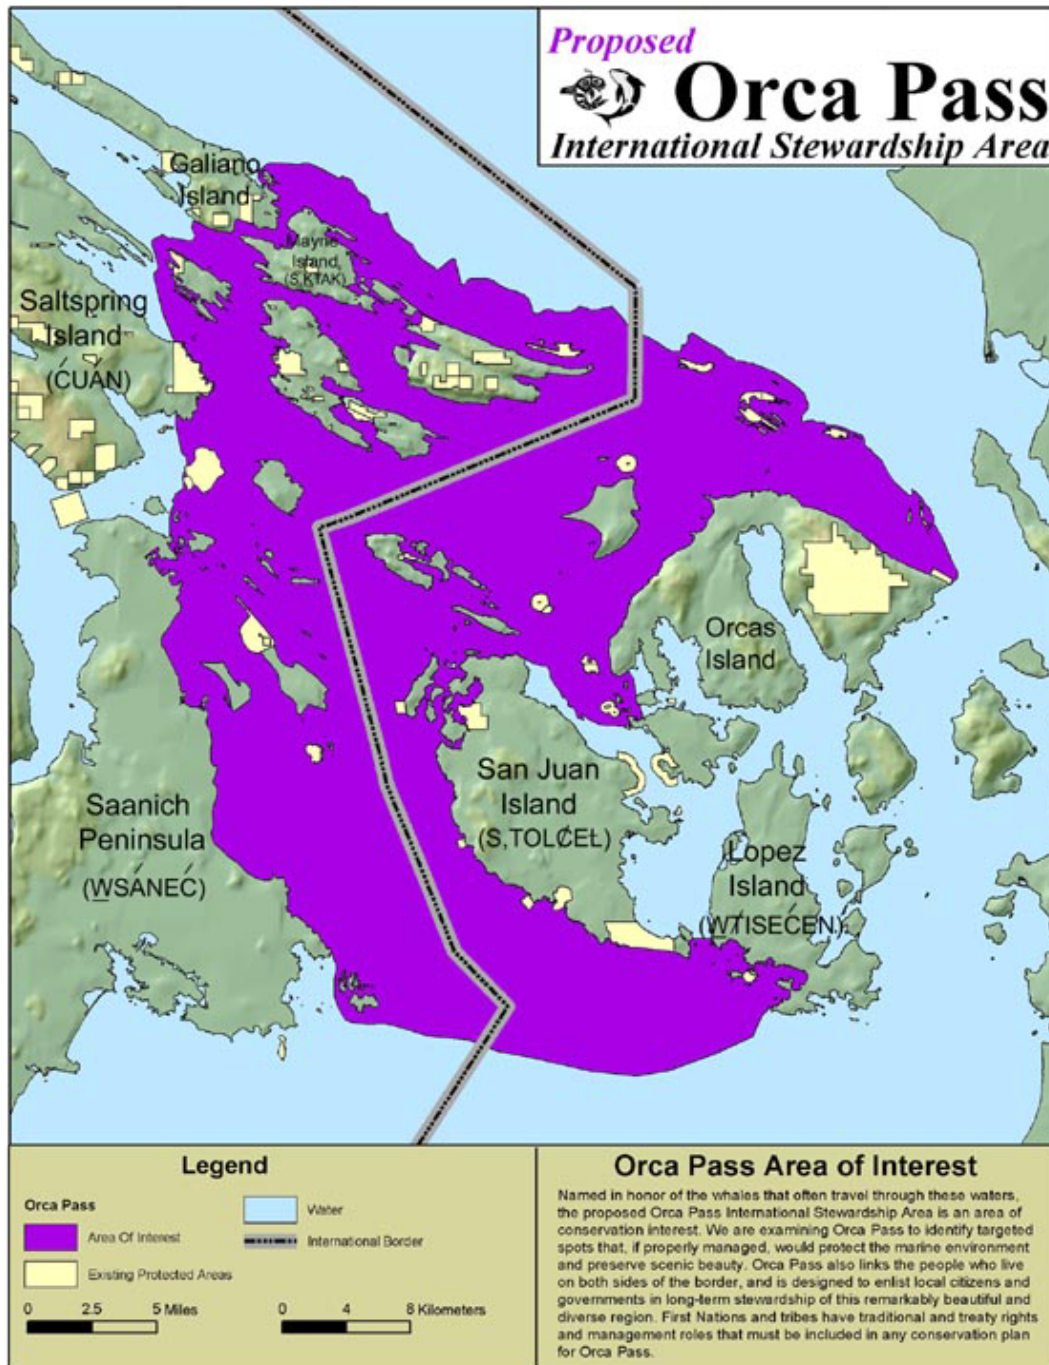 Proposed
Orca Pass
International Stewardship Area
Galiano
Island
Mayne
Island
(S,KTAK)
Saltspring
Island
(ĆUÁN)
Orcas
Island
San Juan
Island
(S,TOLȻEȽ)
Saanich
Peninsula
(W̱SÁNEĆ)
Lopez
Island
(W̱T̸ISEĆEN)
Legend
Orca Pass
Area Of Interest
Existing Protected Areas
Water
International Border
0 2.5 5 Miles
0 4 8 Kilometers
Orca Pass Area of Interest
Named in honor of the whales that often travel through these waters,
the proposed Orca Pass International Stewardship Area is an area of
conservation interest. We are examining Orca Pass to identify targeted
spots that, if properly managed, would protect the marine environment
and preserve scenic beauty. Orca Pass also links the people who live
on both sides of the border, and is designed to enlist local citizens and
governments in long-term stewardship of this remarkably beautiful and
diverse region. First Nations and tribes have traditional and treaty rights
and management roles that must be included in any conservation plan
for Orca Pass.